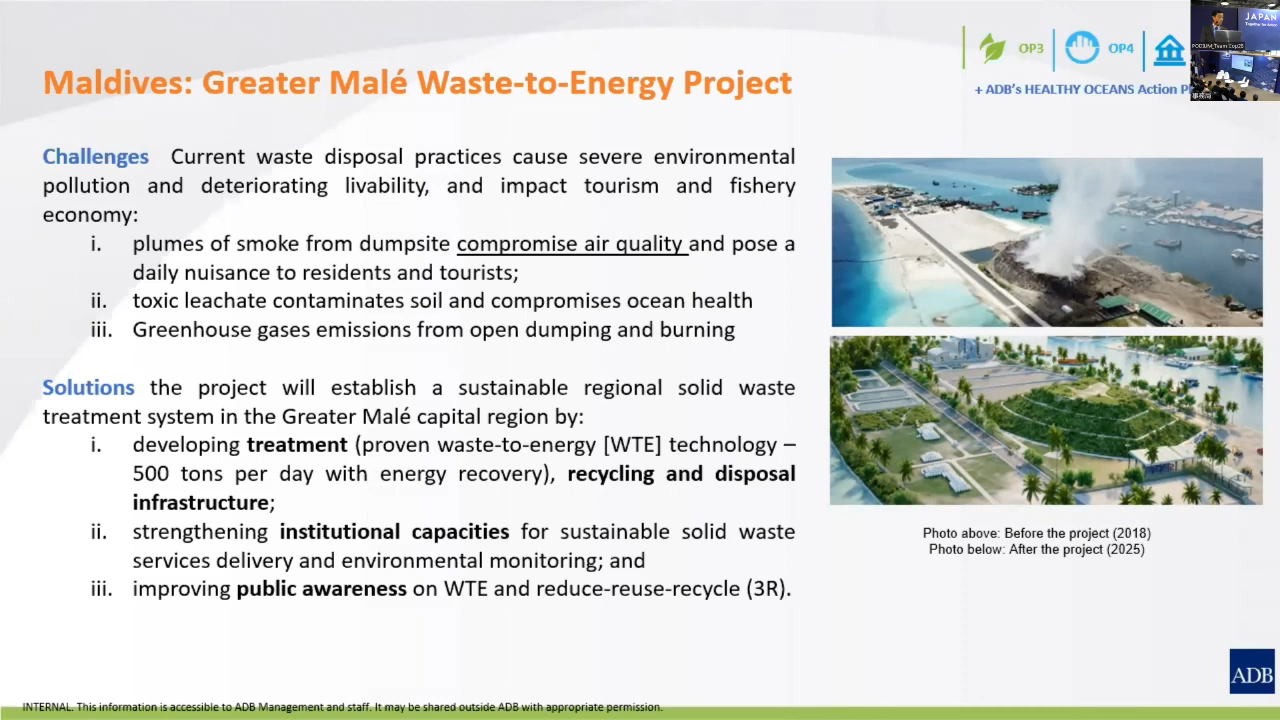 JAPAN
Together for Action
PODIUM_Team Cop28
事務局
OP3
OP4
Maldives: Greater Malé Waste-to-Energy Project
+ ADB's HEALTHY OCEANS Action P
Challenges Current waste disposal practices cause severe environmental
pollution and deteriorating livability, and impact tourism and fishery
economy:
i. plumes of smoke from dumpsite compromise air quality and pose a
daily nuisance to residents and tourists;
ii. toxic leachate contaminates soil and compromises ocean health
iii. Greenhouse gases emissions from open dumping and burning
Solutions the project will establish a sustainable regional solid waste
treatment system in the Greater Malé capital region by:
i. developing treatment (proven waste-to-energy [WTE] technology –
500 tons per day with energy recovery), recycling and disposal
infrastructure;
ii. strengthening institutional capacities for sustainable solid waste
services delivery and environmental monitoring; and
iii. improving public awareness on WTE and reduce-reuse-recycle (3R).
Photo above: Before the project (2018)
Photo below: After the project (2025)
ADB
INTERNAL. This information is accessible to ADB Management and staff. It may be shared outside ADB with appropriate permission.